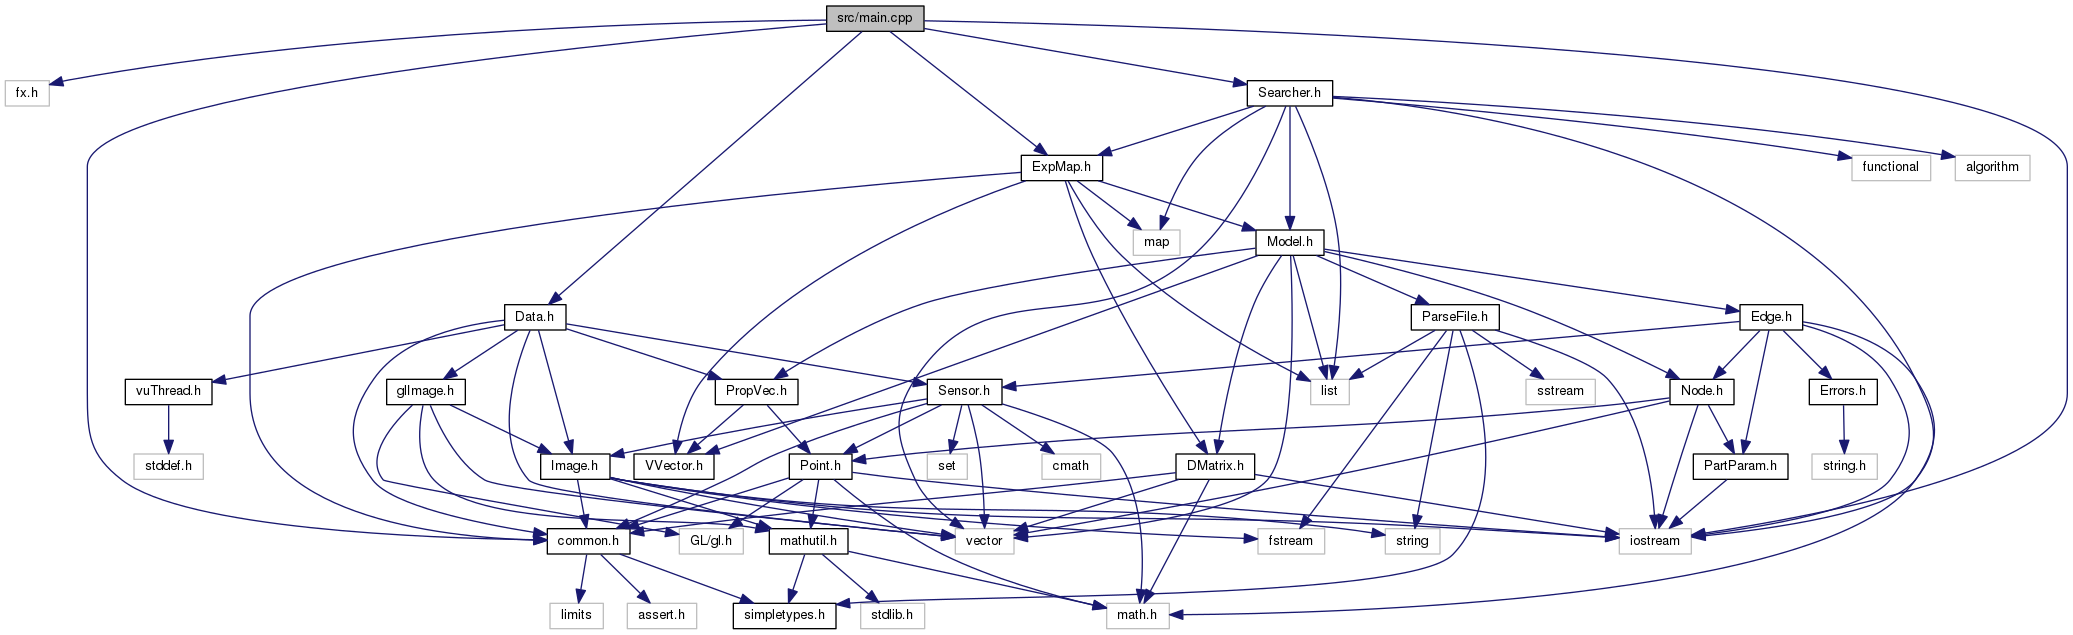 src/main.cpp
fx.h
Searcher.h
ExpMap.h
functional
algorithm
map
Model.h
Data.h
ParseFile.h
Edge.h
vuThread.h
glImage.h
PropVec.h
Sensor.h
list
sstream
Node.h
Errors.h
stddef.h
Image.h
VVector.h
Point.h
set
cmath
DMatrix.h
PartParam.h
string.h
common.h
GL/gl.h
mathutil.h
vector
fstream
string
iostream
limits
assert.h
simpletypes.h
stdlib.h
math.h